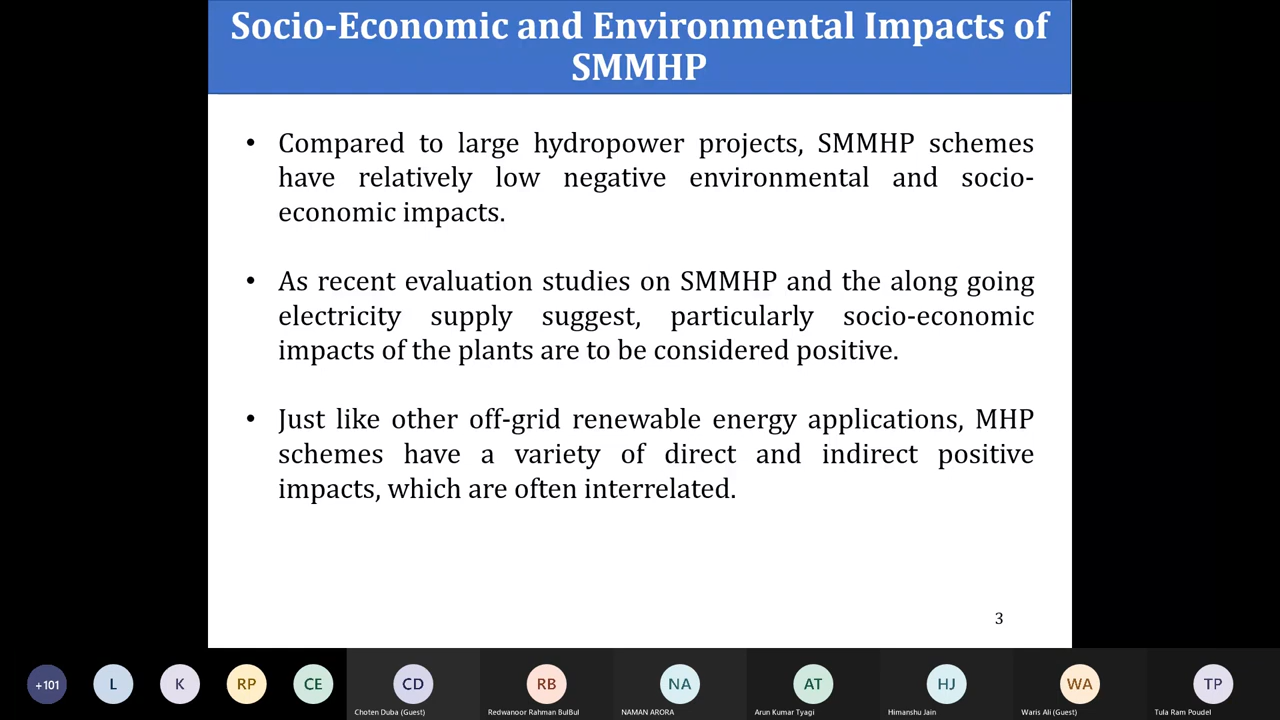 Socio-Economic and Environmental Impacts of
SMMHP
• Compared to large hydropower projects, SMMHP schemes
have relatively low negative environmental and socio-
economic impacts.
• As recent evaluation studies on SMMHP and the along going
electricity supply suggest, particularly socio-economic
impacts of the plants are to be considered positive.
• Just like other off-grid renewable energy applications, MHP
schemes have a variety of direct and indirect positive
impacts, which are often interrelated.
3
+101 L K RP CE CD RB NA AT HJ WA TP
Choten Duba (Guest) Redwanoor Rahman BulBul NAMAN ARORA Arun Kumar Tyagi Himanshu Jain Waris Ali (Guest) Tula Ram Poudel